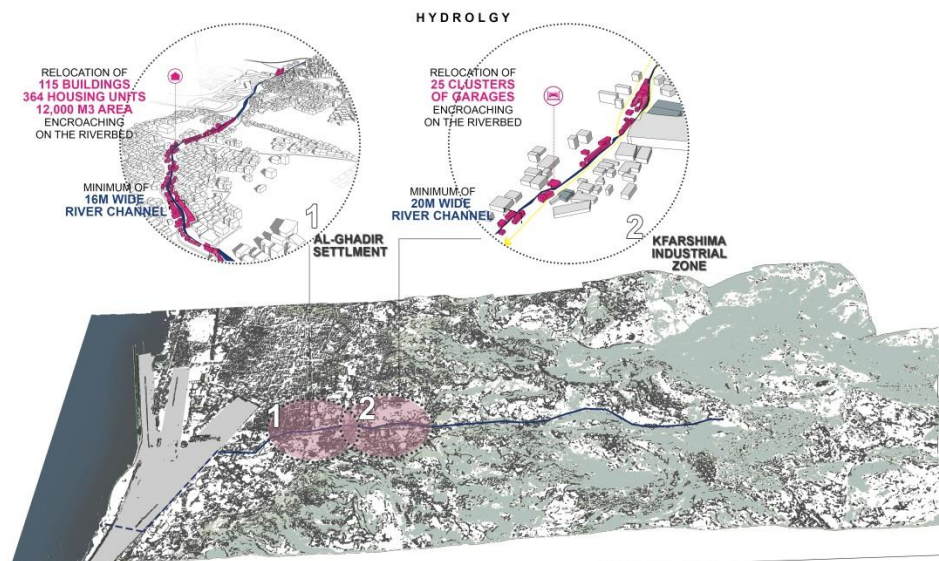 HYDROLGY
RELOCATION OF
115 BUILDINGS
364 HOUSING UNITS
12,000 M3 AREA
ENCROACHING
ON THE RIVERBED
MINIMUM OF
16M WIDE
RIVER CHANNEL
1
AL-GHADIR
SETTLMENT
RELOCATION OF
25 CLUSTERS
OF GARAGES
ENCROACHING
ON THE RIVERBED
MINIMUM OF
20M WIDE
RIVER CHANNEL
2
KFARSHIMA
INDUSTRIAL
ZONE
1
2